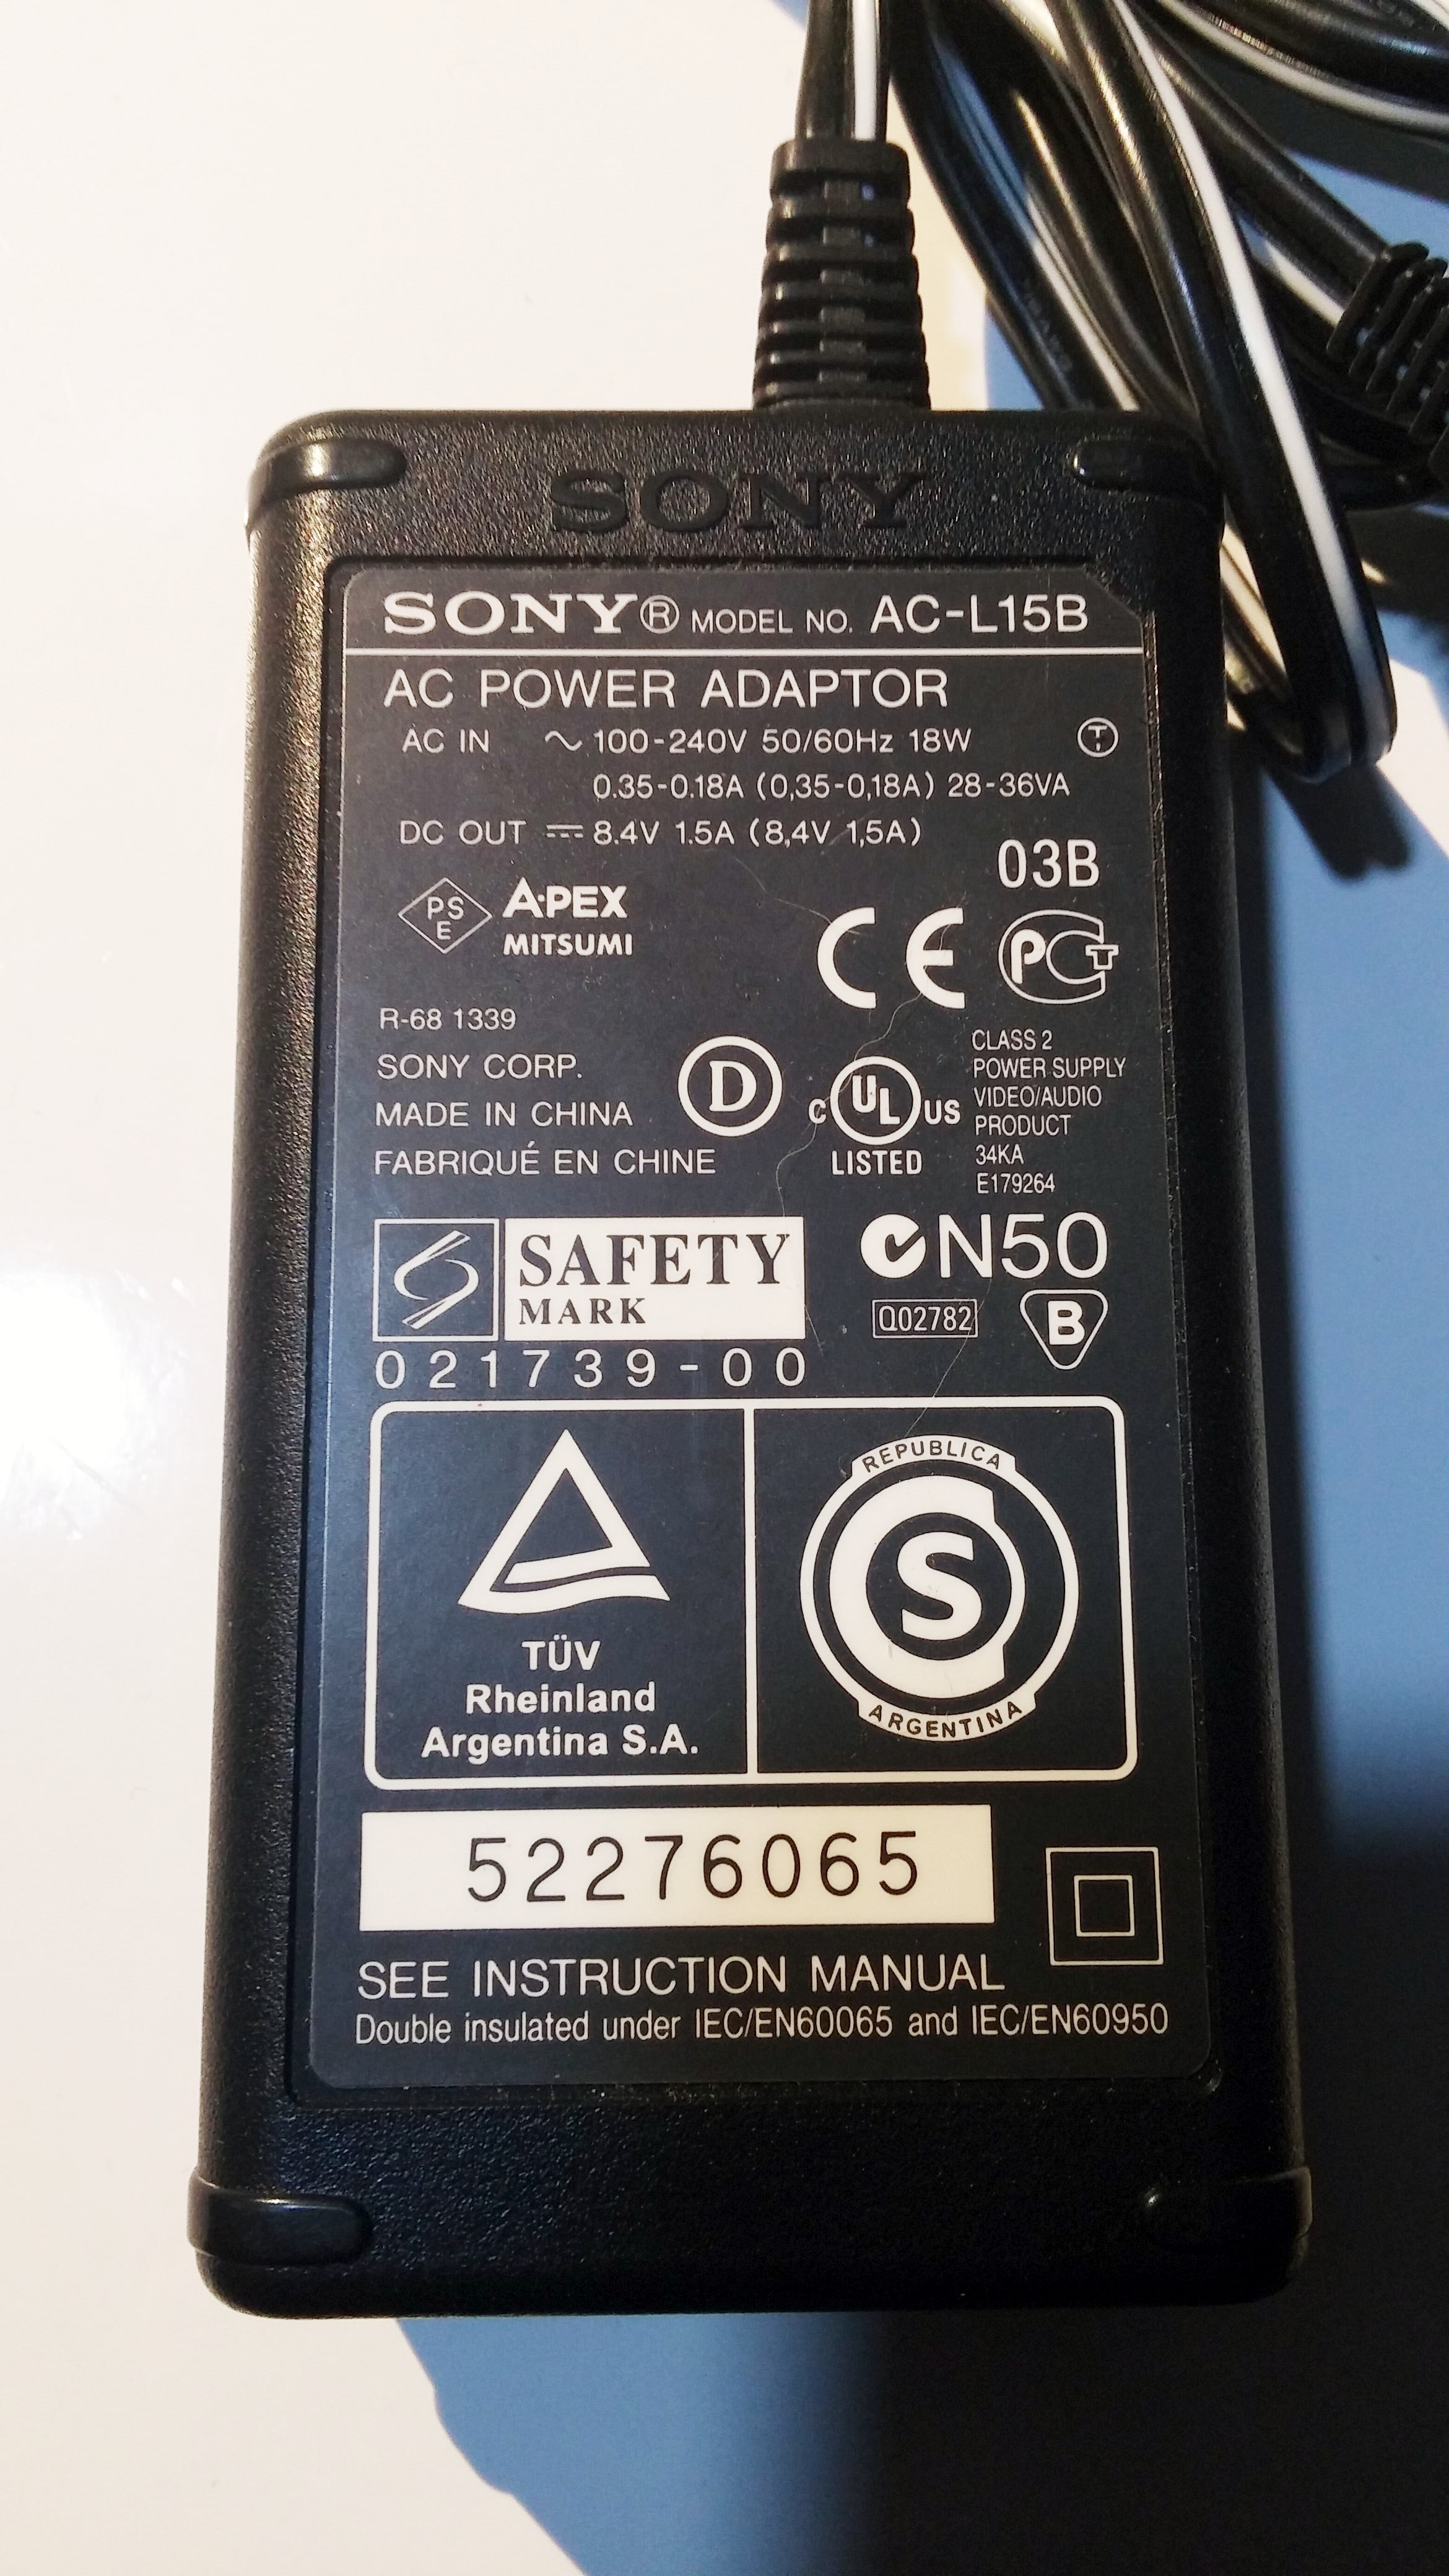 SONY
SONY® MODEL NO. AC-L15B
AC POWER ADAPTOR
AC IN ~ 100-240V 50/60Hz 18W
0.35-0.18A (0,35-0,18A) 28-36VA
DC OUT ⎓ 8.4V 1.5A (8,4V 1,5A)
T
03B
PS
E
A·PEX
MITSUMI
CE
PCT
R-68 1339
SONY CORP.
MADE IN CHINA
FABRIQUÉ EN CHINE
D
C UL US
LISTED
CLASS 2
POWER SUPPLY
VIDEO/AUDIO
PRODUCT
34KA
E179264
SAFETY
MARK
021739-00
N50
Q02782
B
TÜV
Rheinland
Argentina S.A.
REPUBLICA
S
ARGENTINA
52276065
SEE INSTRUCTION MANUAL
Double insulated under IEC/EN60065 and IEC/EN60950